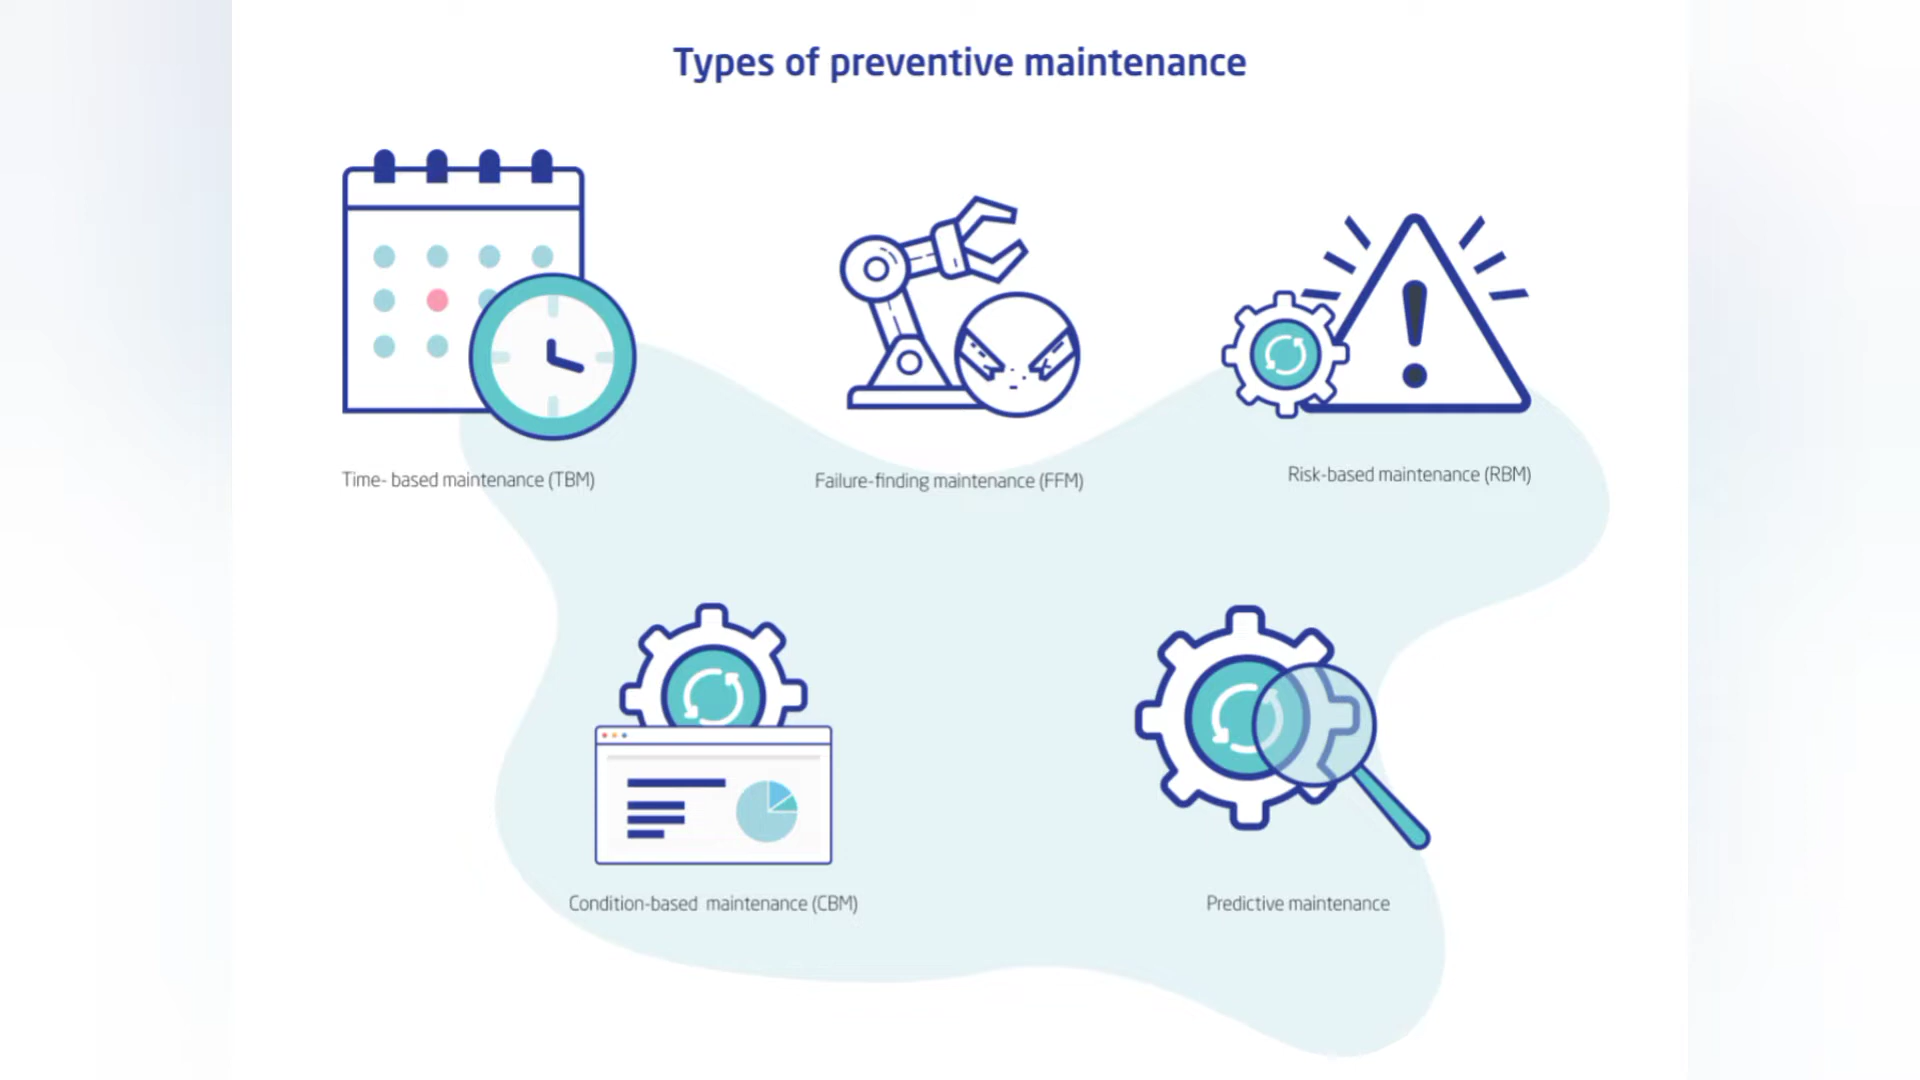 Types of preventive maintenance
Time- based maintenance (TBM)
Failure-finding maintenance (FFM)
Risk-based maintenance (RBM)
Condition-based  maintenance (CBM)
Predictive maintenance